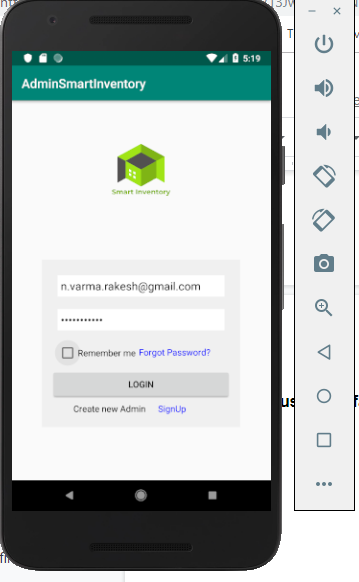 5:19
AdminSmartInventory
Smart Inventory
n.varma.rakesh@gmail.com
•••••••••••
Remember me Forgot Password?
LOGIN
Create new Admin SignUp